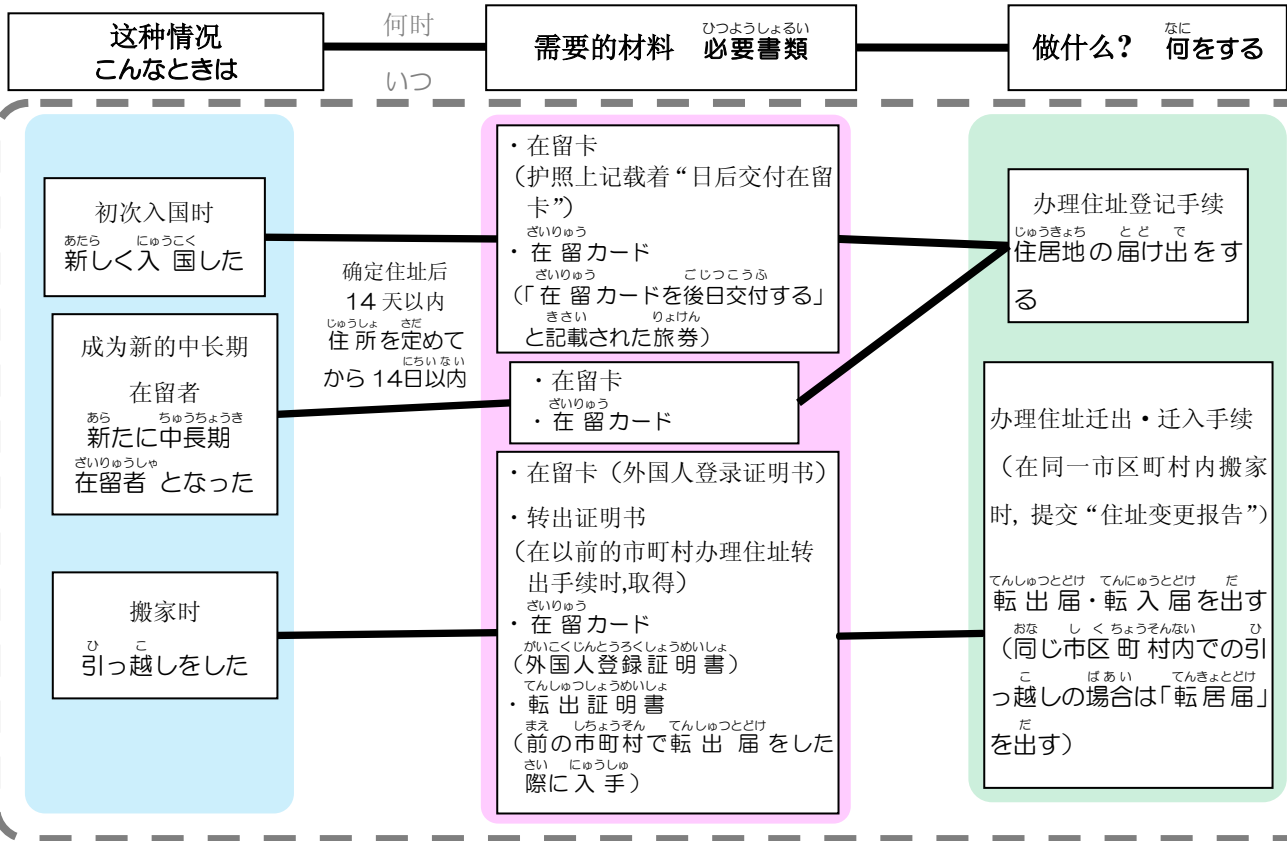 这种情况
こんなときは
何时
いつ
ひつようしょるい
需要的材料 必要書類
なに
做什么? 何をする
初次入国时
あたら にゅうこく
新しく入国した
成为新的中长期
在留者
あら ちゅうちょうき
新たに中長期
ざいりゅうしゃ
在留者 となった
搬家时
ひ こ
引っ越しをした
确定住址后
14 天以内
じゅうしょ さだ
住所を定めて
にちいない
から 14日以内
・在留卡
（护照上记载着“日后交付在留
卡”）
ざいりゅう
・在留カード
ざいりゅう ごじつこうふ
（「在留カードを後日交付する」
きさい りょけん
と記載された旅券）
・在留卡
ざいりゅう
・在留カード
・在留卡（外国人登录证明书）
・转出证明书
（在以前的市町村办理住址转
出手续时,取得）
ざいりゅう
・在留カード
がいこくじんとうろくしょうめいしょ
（外国人登録証明書）
てんしゅつしょうめいしょ
・転出証明書
まえ しちょうそん てんしゅつとどけ
（前の市町村で転出届をした
さい にゅうしゅ
際に入手）
办理住址登记手续
じゅうきょち とど で
住居地の届け出をす
る
办理住址迁出・迁入手续
（在同一市区町村内搬家
时, 提交“住址变更报告”）
てんしゅつとどけ てんにゅうとどけ だ
転出届・転入届を出す
おな しくちょうそんない ひ
（同じ市区町村内での引
こ ばあい てんきょとどけ
っ越しの場合は「転居届」
だ
を出す）